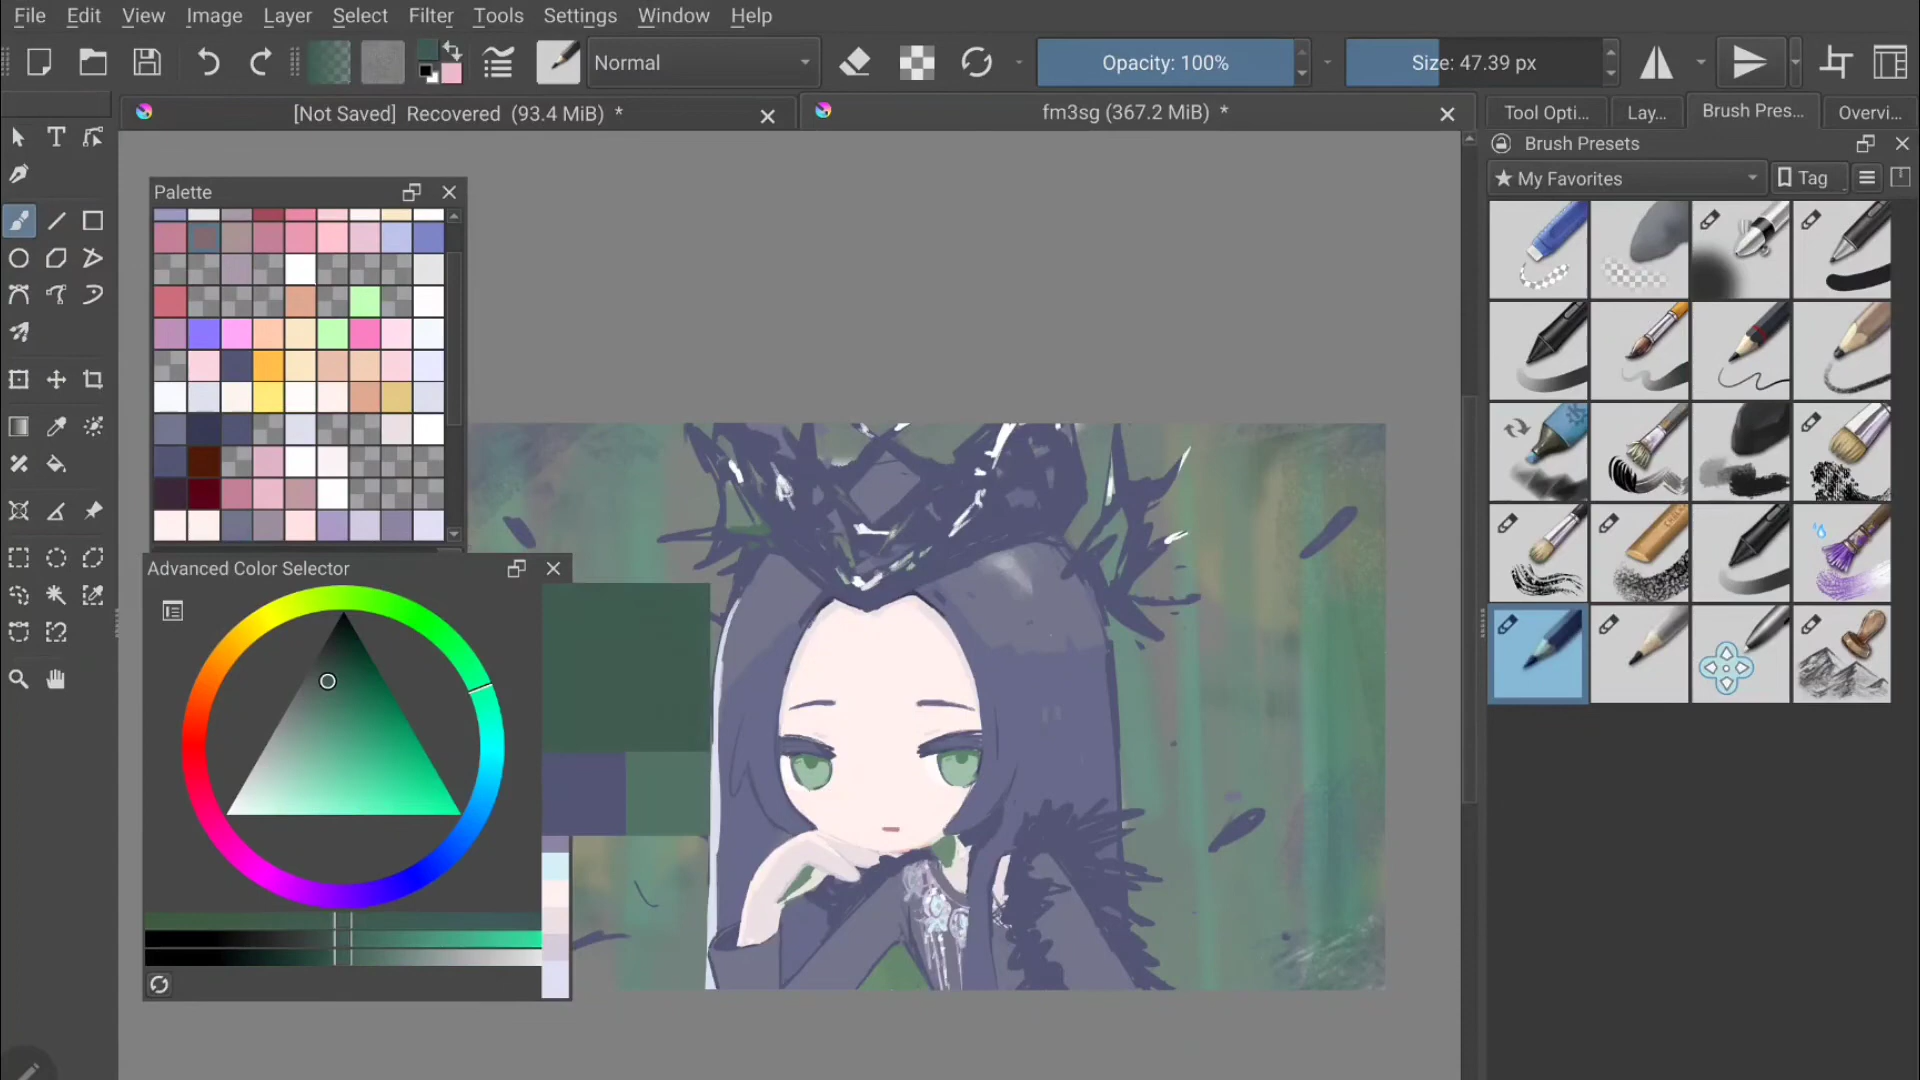 File Edit View Image Layer Select Filter Tools Settings Window Help
Normal
Opacity: 100%
Size: 47.39 px
[Not Saved] Recovered (93.4 MiB) *
fm3sg (367.2 MiB) *
Tool Opti... Lay... Brush Pres... Overvi...
Brush Presets
My Favorites
Tag
Palette
Advanced Color Selector